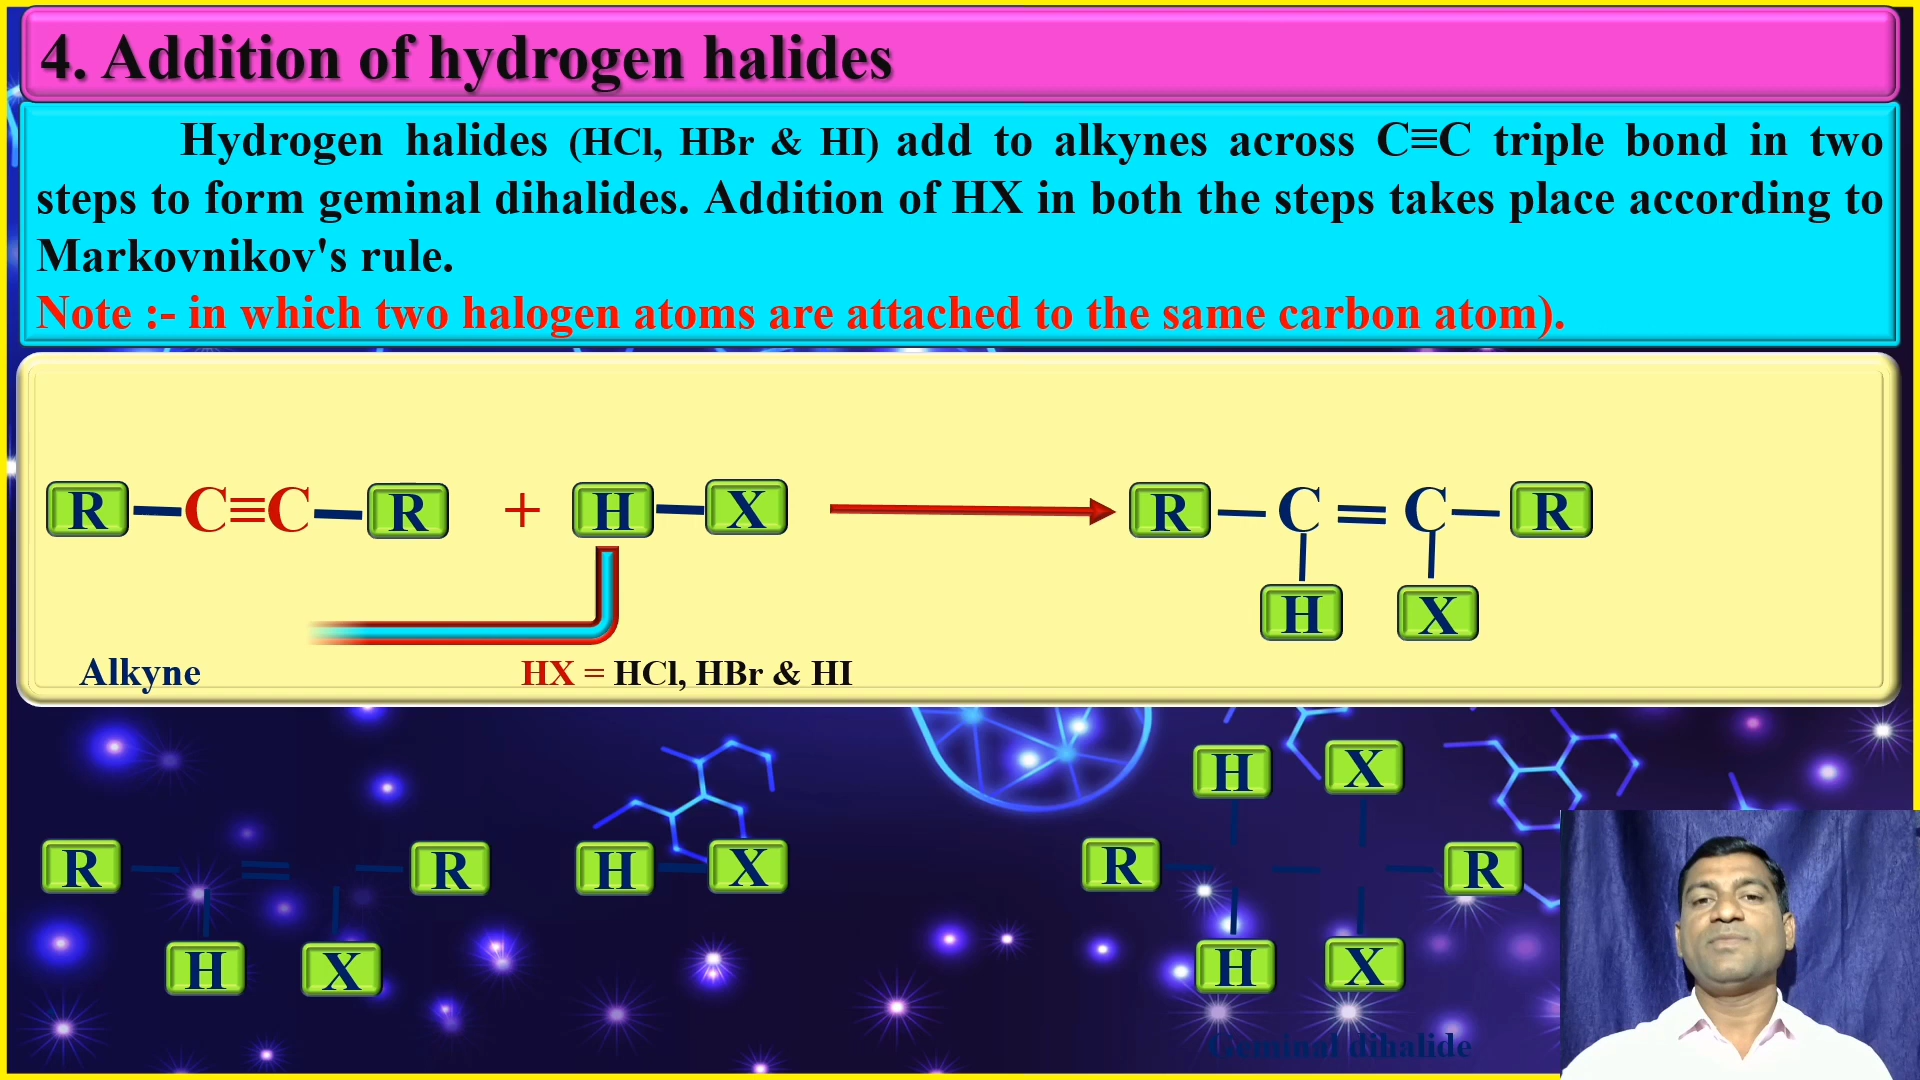 4. Addition of hydrogen halides
Hydrogen halides (HCl, HBr & HI) add to alkynes across C≡C triple bond in two
steps to form geminal dihalides. Addition of HX in both the steps takes place according to
Markovnikov's rule.
Note :- in which two halogen atoms are attached to the same carbon atom).
R—C≡C—R + H—X R—C=C—R
H X
Alkyne HX = HCl, HBr & HI
H X
R = R H—X R R
H X H X
Geminal dihalide